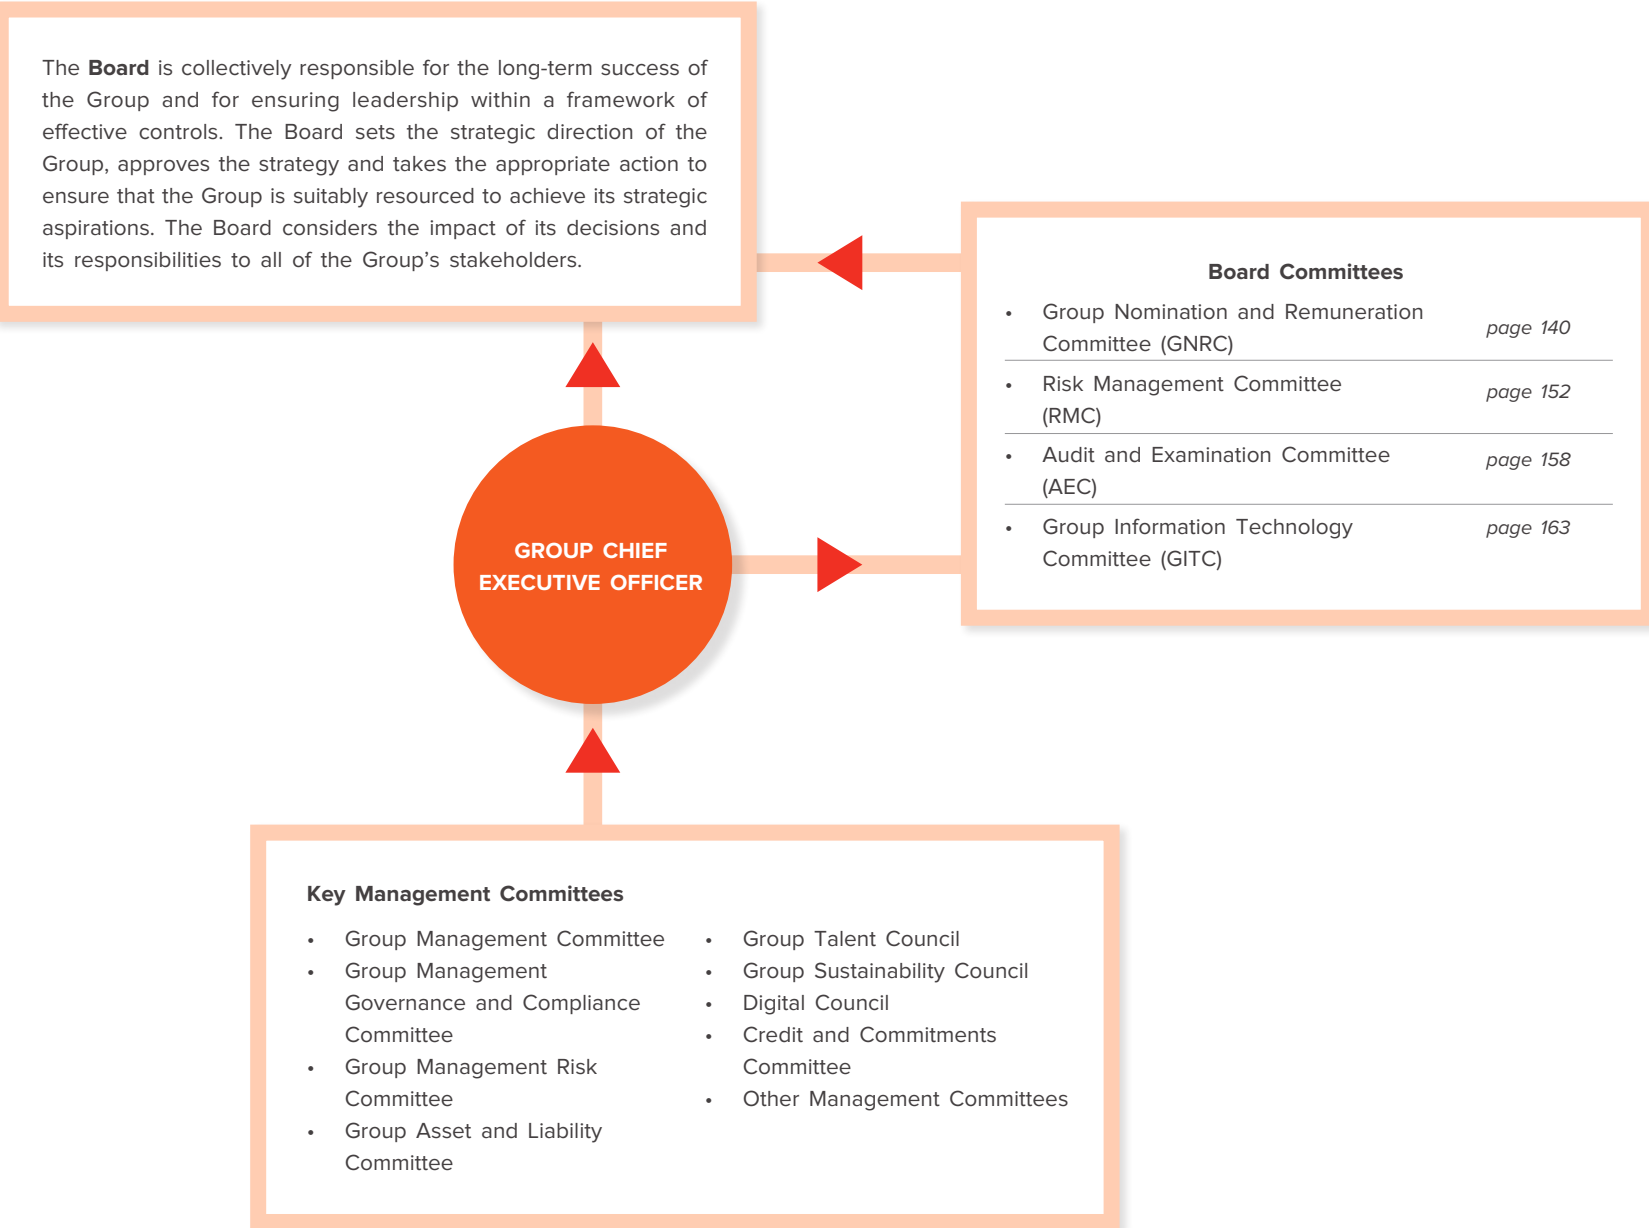 The Board is collectively responsible for the long-term success of
the Group and for ensuring leadership within a framework of
effective controls. The Board sets the strategic direction of the
Group, approves the strategy and takes the appropriate action to
ensure that the Group is suitably resourced to achieve its strategic
aspirations. The Board considers the impact of its decisions and
its responsibilities to all of the Group's stakeholders.
Board Committees
• Group Nomination and Remuneration
Committee (GNRC)
page 140
• Risk Management Committee
(RMC)
page 152
• Audit and Examination Committee
(AEC)
page 158
• Group Information Technology
Committee (GITC)
page 163
GROUP CHIEF
EXECUTIVE OFFICER
Key Management Committees
• Group Management Committee
• Group Management
Governance and Compliance
Committee
• Group Management Risk
Committee
• Group Asset and Liability
Committee
• Group Talent Council
• Group Sustainability Council
• Digital Council
• Credit and Commitments
Committee
• Other Management Committees